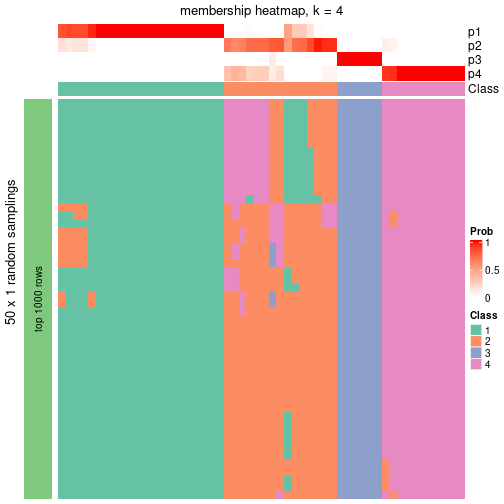 membership heatmap, k = 4
p1
p2
p3
p4
Class
50 x 1 random samplings
top 1000 rows
Prob
1
0.5
0
Class
1
2
3
4